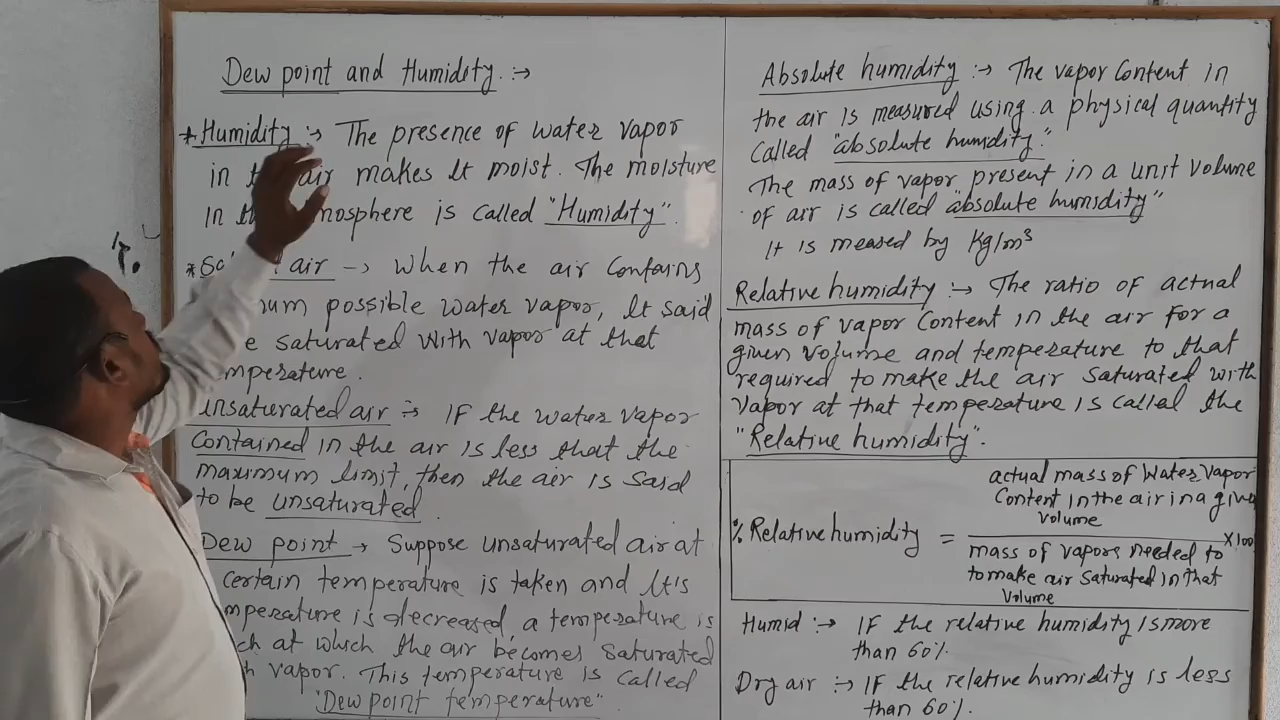 Dew point and Humidity :→
* Humidity :→ The presence of water vapor
in air makes It moist. The moisture
In is called "Humidity".
* air → When the air contains
possible water vapor, It said
saturated with vapor at that
unsaturated air :- IF the water vapor
contained in the air is less that the
maximum limit, then the air is said
to be unsaturated.
Dew point → Suppose unsaturated air at
certain temperature is taken and It's
is decreased a temperature is
at which the air becomes saturated
vapor. This temperature is called
"Dew point temperature".
Absolute humidity :→ The vapor Content in
the air is measured using a physical quantity
called "absolute humidity".
The mass of vapor present in a unit volume
of air is called "absolute humidity"
It is meased by Kg/m³
Relative humidity :→ The ratio of actual
mass of vapor Content in the air for a
given volume and temperature to that
required to make the air saturated with
vapor at that temperature is called the
"Relative humidity".
% Relative humidity = actual mass of Water vapor
Content in the air in a given
volume
×100
mass of vapors needed to
to make air saturated in that
volume
Humid :→ IF the relative humidity is more
than 60%.
Dry air :→ IF the relative humidity is less
than 60%.